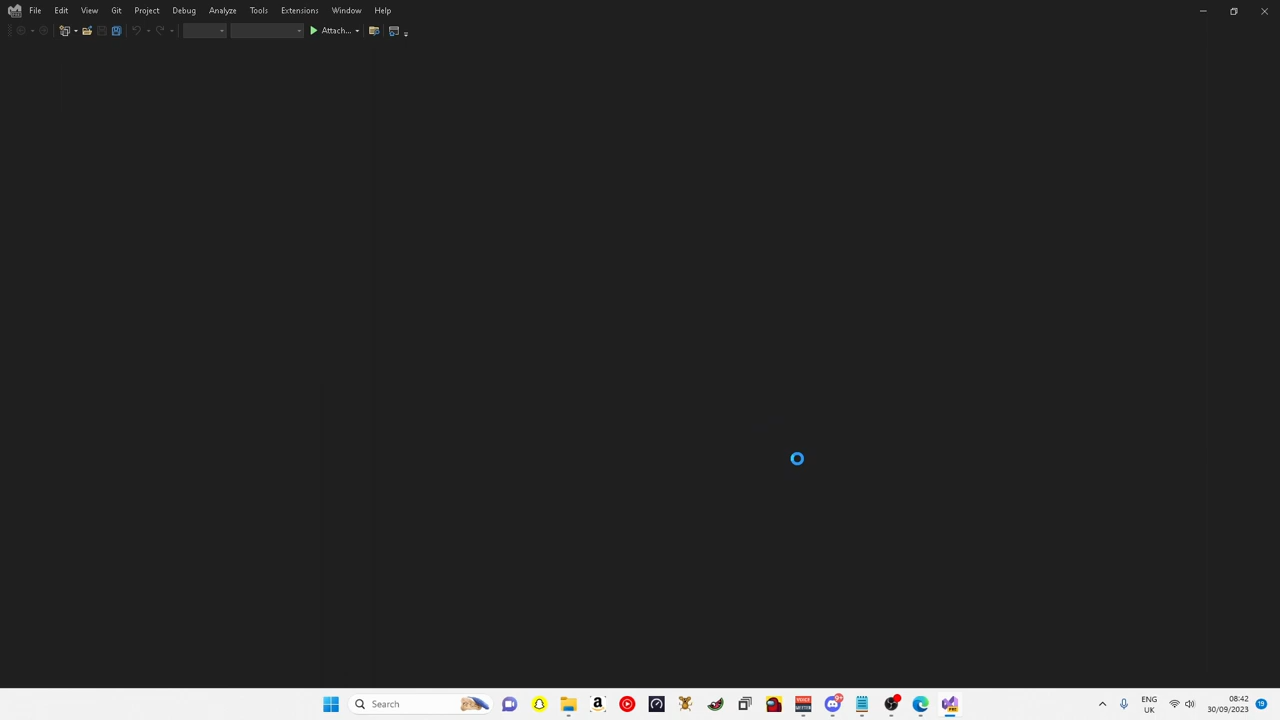 File Edit View Git Project Debug Analyze Tools Extensions Window Help
Attach...
Search
ENG
UK
08:42
30/09/2023
19